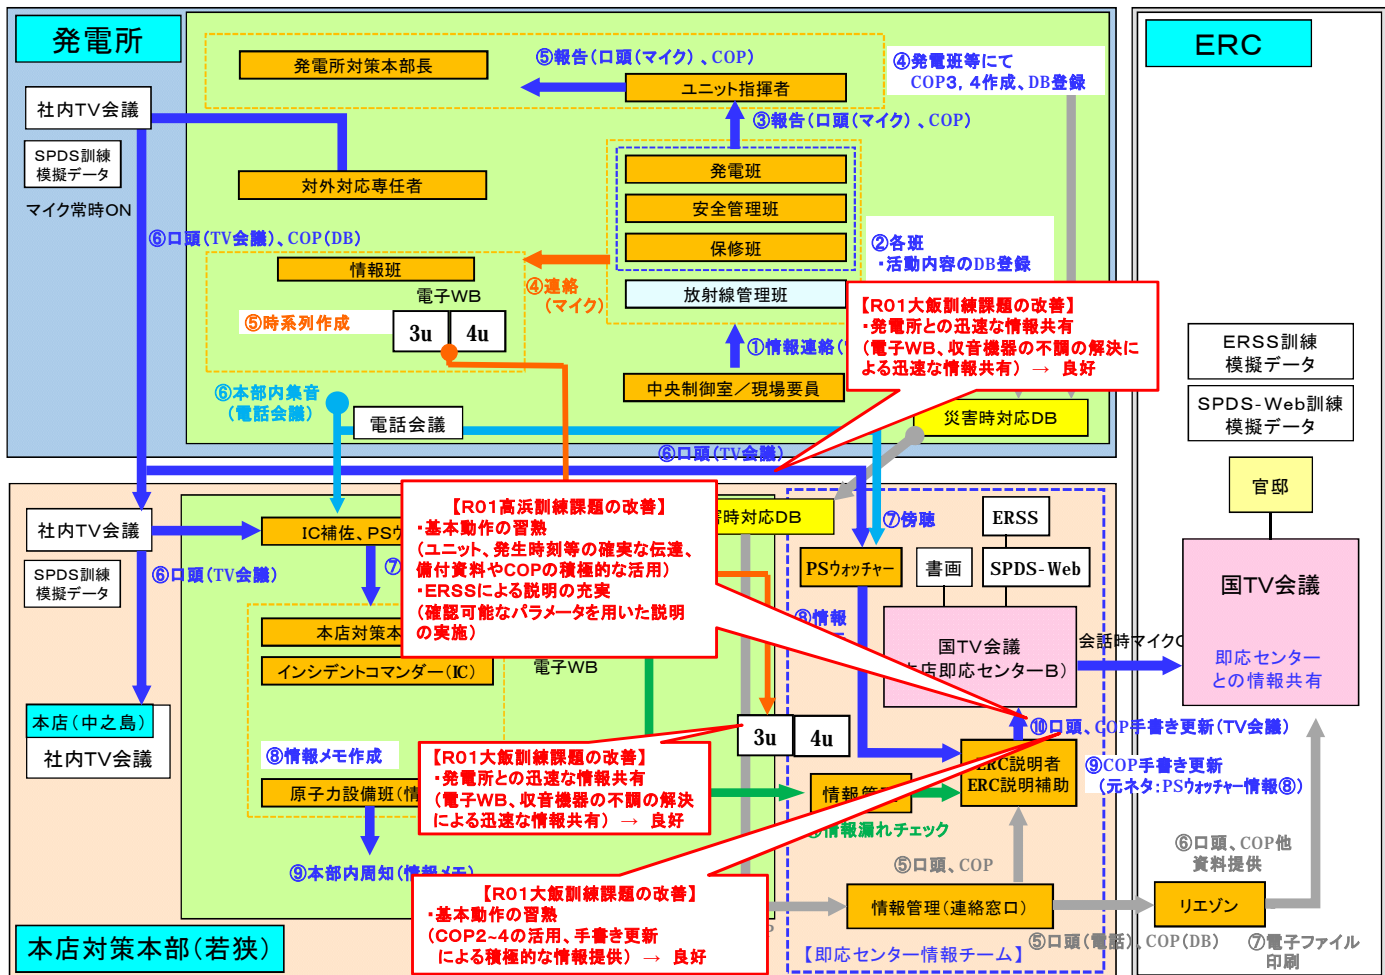 発電所
社内TV会議
SPDS訓練
模擬データ
マイク常時ON
発電所対策本部長
⑤報告(口頭(マイク)、COP)
ユニット指揮者
④発電班等にて
COP3, 4作成、DB登録
③報告(口頭(マイク)、COP)
対外対応専任者
発電班
安全管理班
保修班
放射線管理班
②各班
・活動内容のDB登録
⑥口頭(TV会議)、COP(DB)
情報班
電子WB
⑤時系列作成
3u
4u
④連絡
(マイク)
①情報連絡(
中央制御室/現場要員
⑥本部内集音
(電話会議)
電話会議
災害時対応DB
⑥口頭(TV会議)
【R01大飯訓練課題の改善】
・発電所との迅速な情報共有
(電子WB、収音機器の不調の解決に
よる迅速な情報共有) → 良好
ERC
ERSS訓練
模擬データ
SPDS-Web訓練
模擬データ
官邸
国TV会議
即応センター
との情報共有
社内TV会議
SPDS訓練
模擬データ
⑥口頭(TV会議)
本店(中之島)
社内TV会議
IC補佐、PSウ
⑦
本店対策本
インシデントコマンダー(IC)
電子WB
⑧情報メモ作成
原子力設備班(情
⑨本部内周知(情報メモ)
【R01高浜訓練課題の改善】
・基本動作の習熟
(ユニット、発生時刻等の確実な伝達、
備付資料やCOPの積極的な活用)
・ERSSによる説明の充実
(確認可能なパラメータを用いた説明
の実施)
時対応DB
⑦傍聴
ERSS
PSウォッチャー
書画
SPDS-Web
⑧情報
国TV会議
店即応センターB)
会話時マイク
3u
4u
⑩口頭、COP手書き更新(TV会議)
⑨COP手書き更新
(元ネタ:PSウォッチャー情報⑧)
ERC説明者
ERC説明補助
【R01大飯訓練課題の改善】
・発電所との迅速な情報共有
(電子WB、収音機器の不調の解決
による迅速な情報共有) → 良好
情報管
情報漏れチェック
⑤口頭、COP
⑥口頭、COP他
資料提供
【R01大飯訓練課題の改善】
・基本動作の習熟
(COP2~4の活用、手書き更新
による積極的な情報提供) → 良好
情報管理(連絡窓口)
リエゾン
⑤口頭(電話)、COP(DB)
⑦電子ファイル
印刷
【即応センター情報チーム】
本店対策本部(若狭)